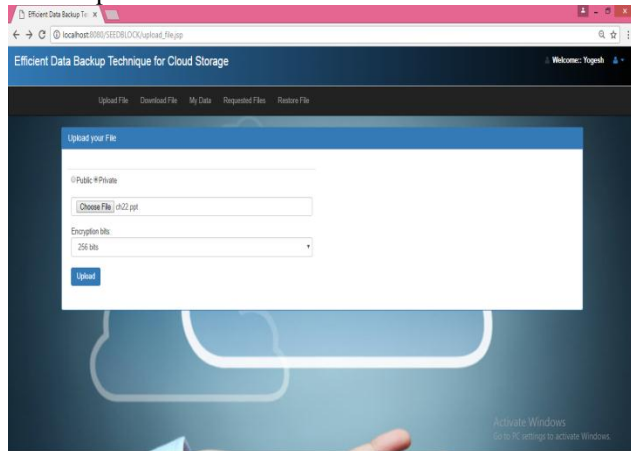 Efficient Data Backup Te x
localhost:8080/SEEDBLOCK/upload_file.jsp
Efficient Data Backup Technique for Cloud Storage
Welcome:: Yogesh
Upload File Download File My Data Requested Files Restore File
Upload your File
Public Private
Choose File ch22.ppt
Encryption bits
256 bits
Upload
Activate Windows
Go to PC settings to activate Windows.